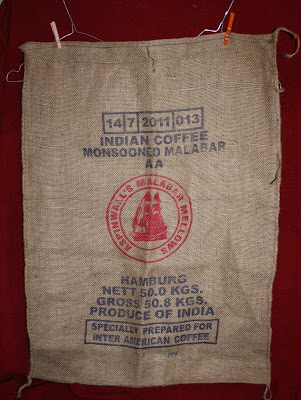 14 7 2011 013
INDIAN COFFEE
MONSOONED MALABAR
AA
ASPINWALL'S MALABAR MELLOWS
HAMBURG
NETT 50.0 KGS.
GROSS 50.8 KGS.
PRODUCE OF INDIA
SPECIALLY PREPARED FOR
INTER AMERICAN COFFEE